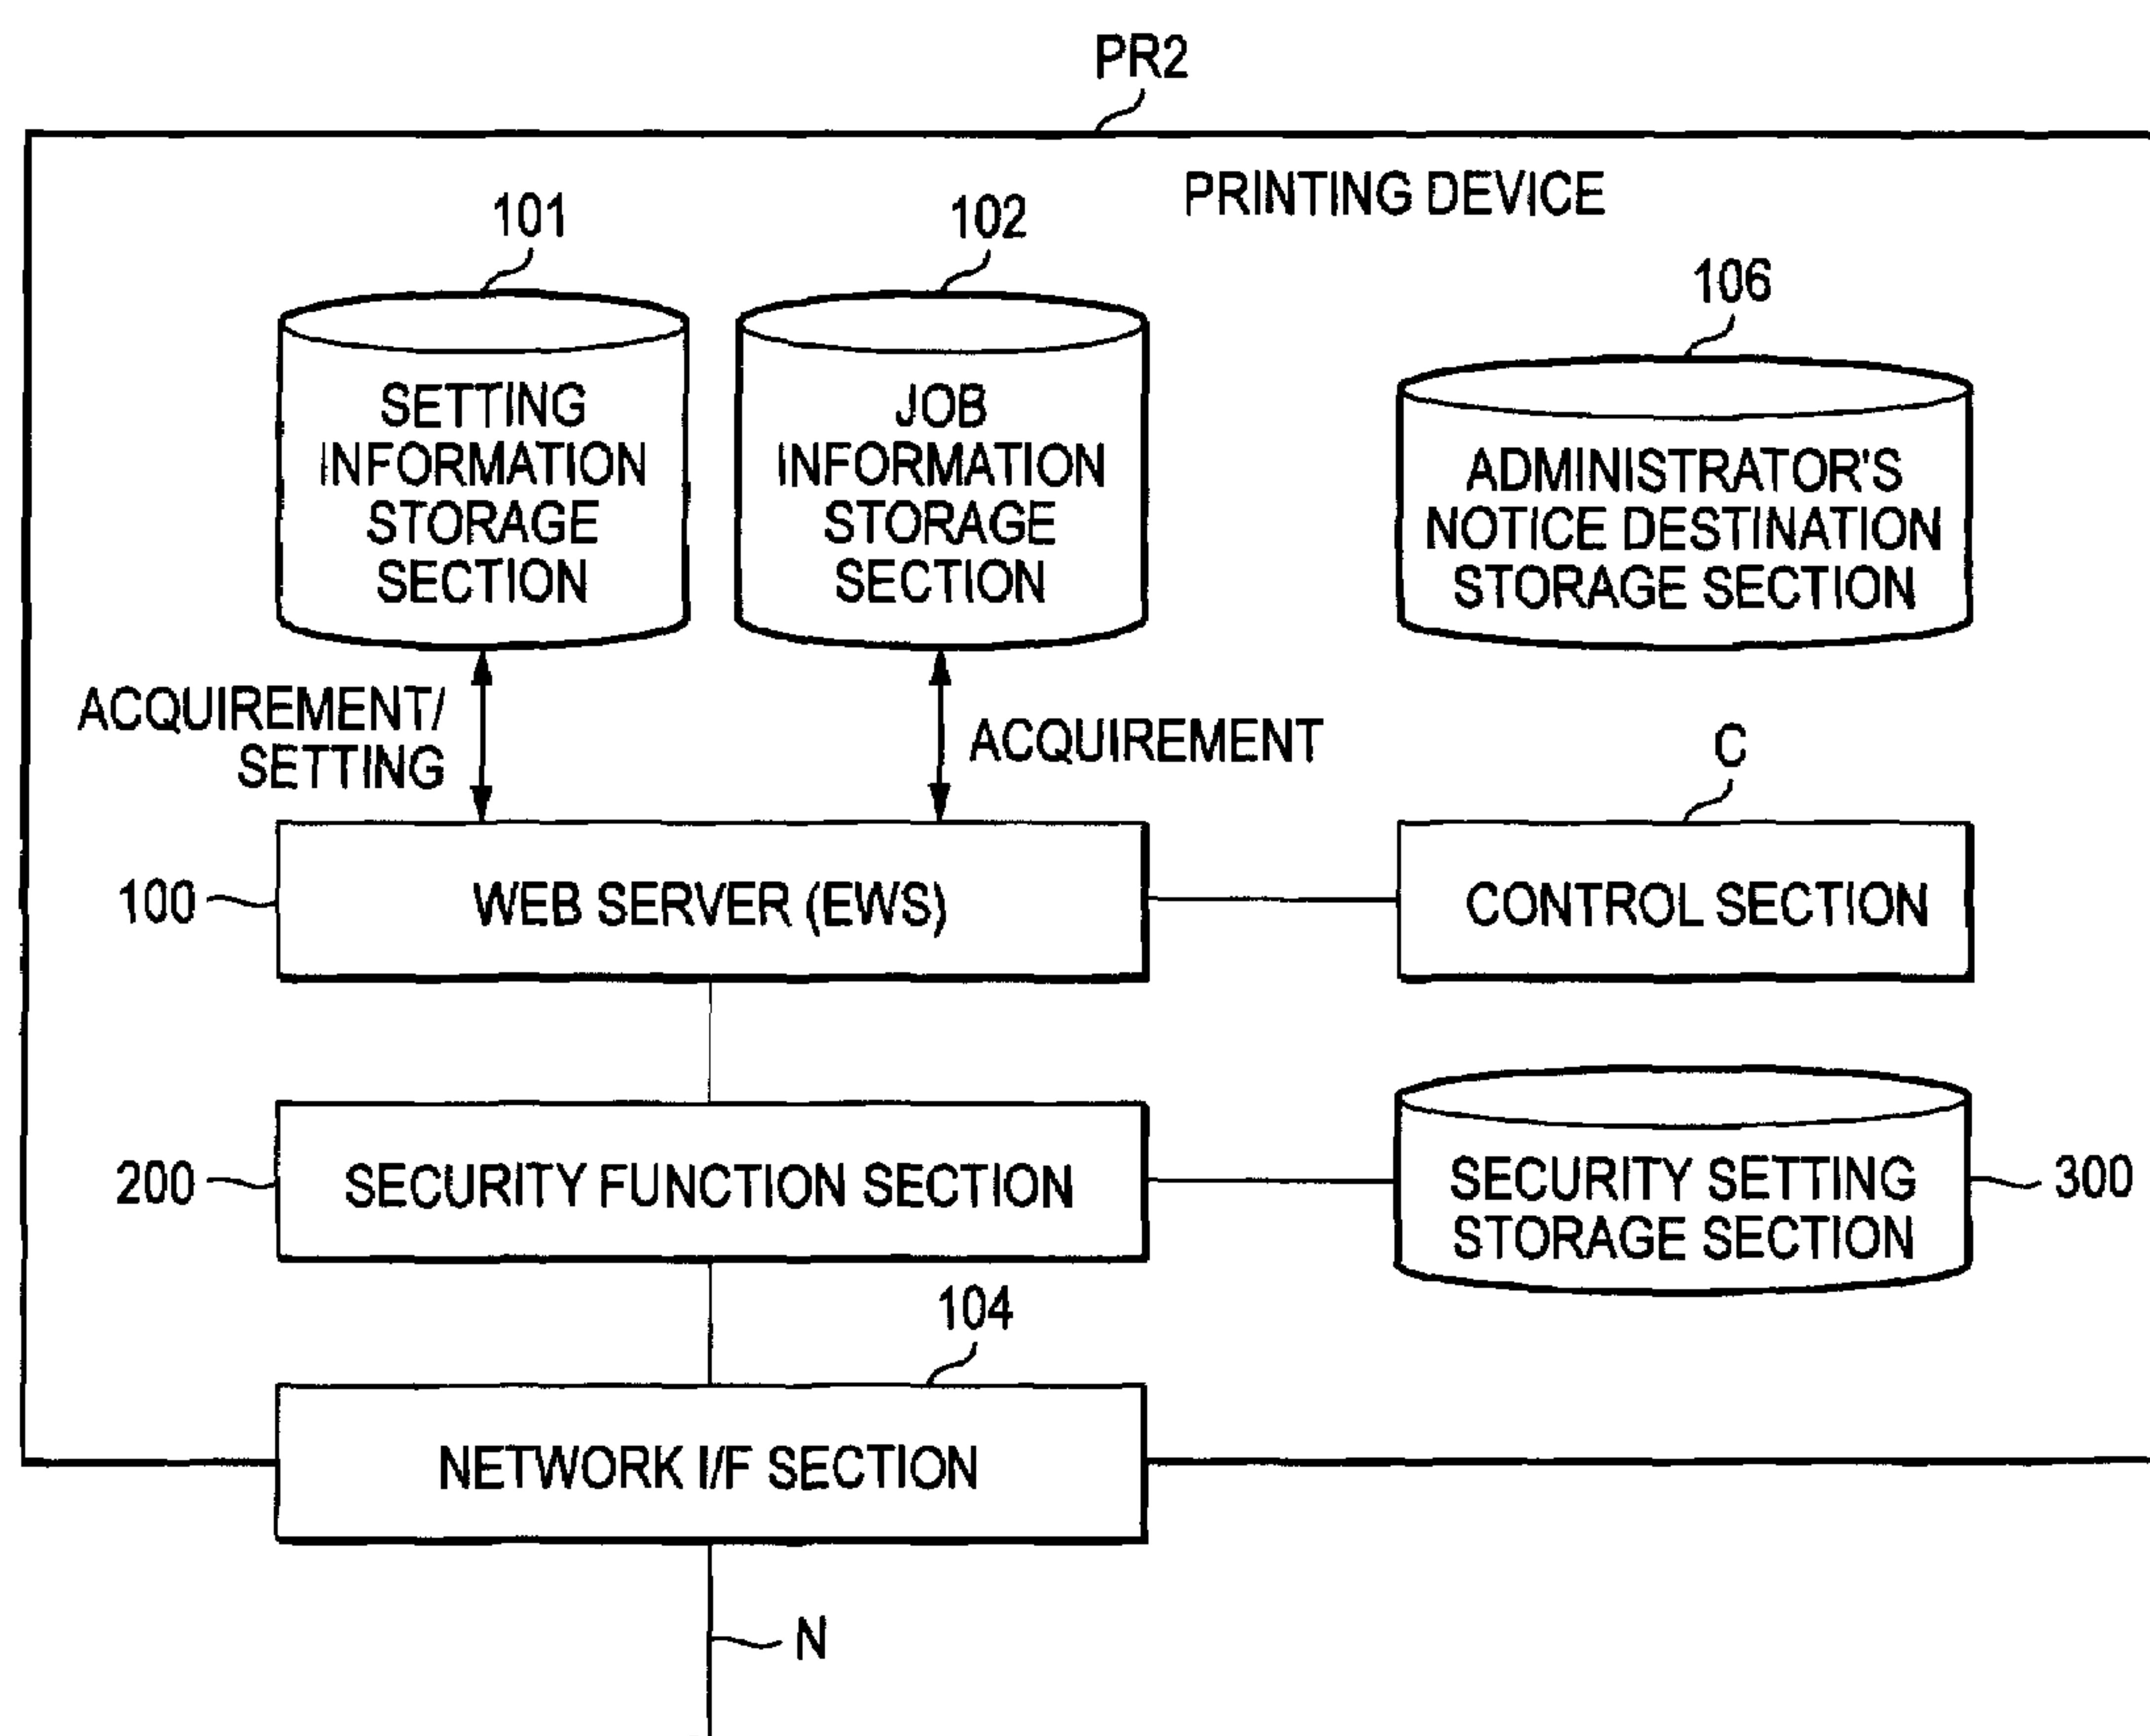 PR2
PRINTING DEVICE
101
102
106
SETTING
INFORMATION
STORAGE
SECTION
JOB
INFORMATION
STORAGE
SECTION
ADMINISTRATOR'S
NOTICE DESTINATION
STORAGE SECTION
ACQUIREMENT/
SETTING
ACQUIREMENT
C
100
WEB SERVER (EWS)
CONTROL SECTION
200
SECURITY FUNCTION SECTION
SECURITY SETTING
STORAGE SECTION
300
104
NETWORK I/F SECTION
N